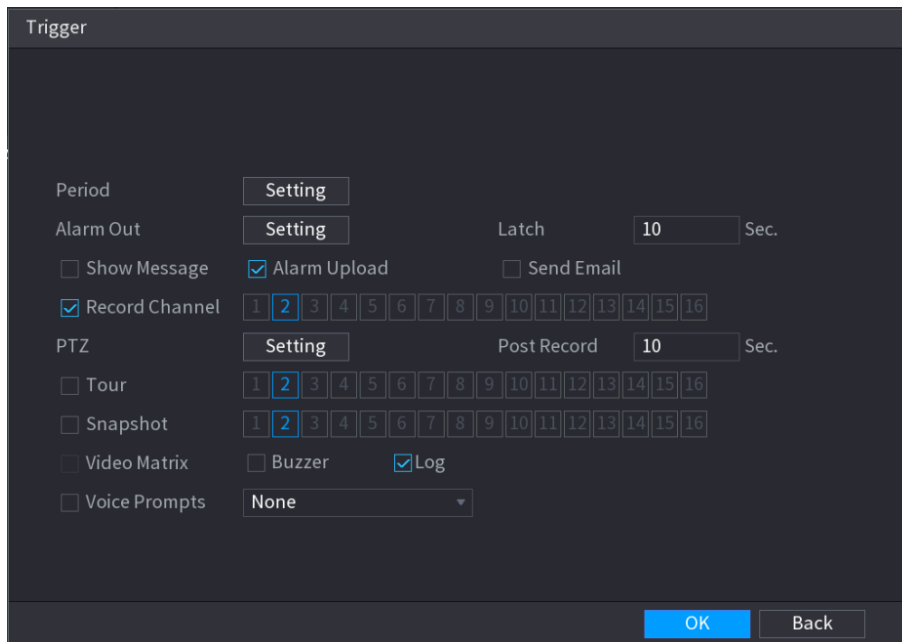 Trigger
Period Setting
Alarm Out Setting Latch 10 Sec.
Show Message Alarm Upload Send Email
Record Channel 1 2 3 4 5 6 7 8 9 10 11 12 13 14 15 16
PTZ Setting Post Record 10 Sec.
Tour 1 2 3 4 5 6 7 8 9 10 11 12 13 14 15 16
Snapshot 1 2 3 4 5 6 7 8 9 10 11 12 13 14 15 16
Video Matrix Buzzer Log
Voice Prompts None
OK Back